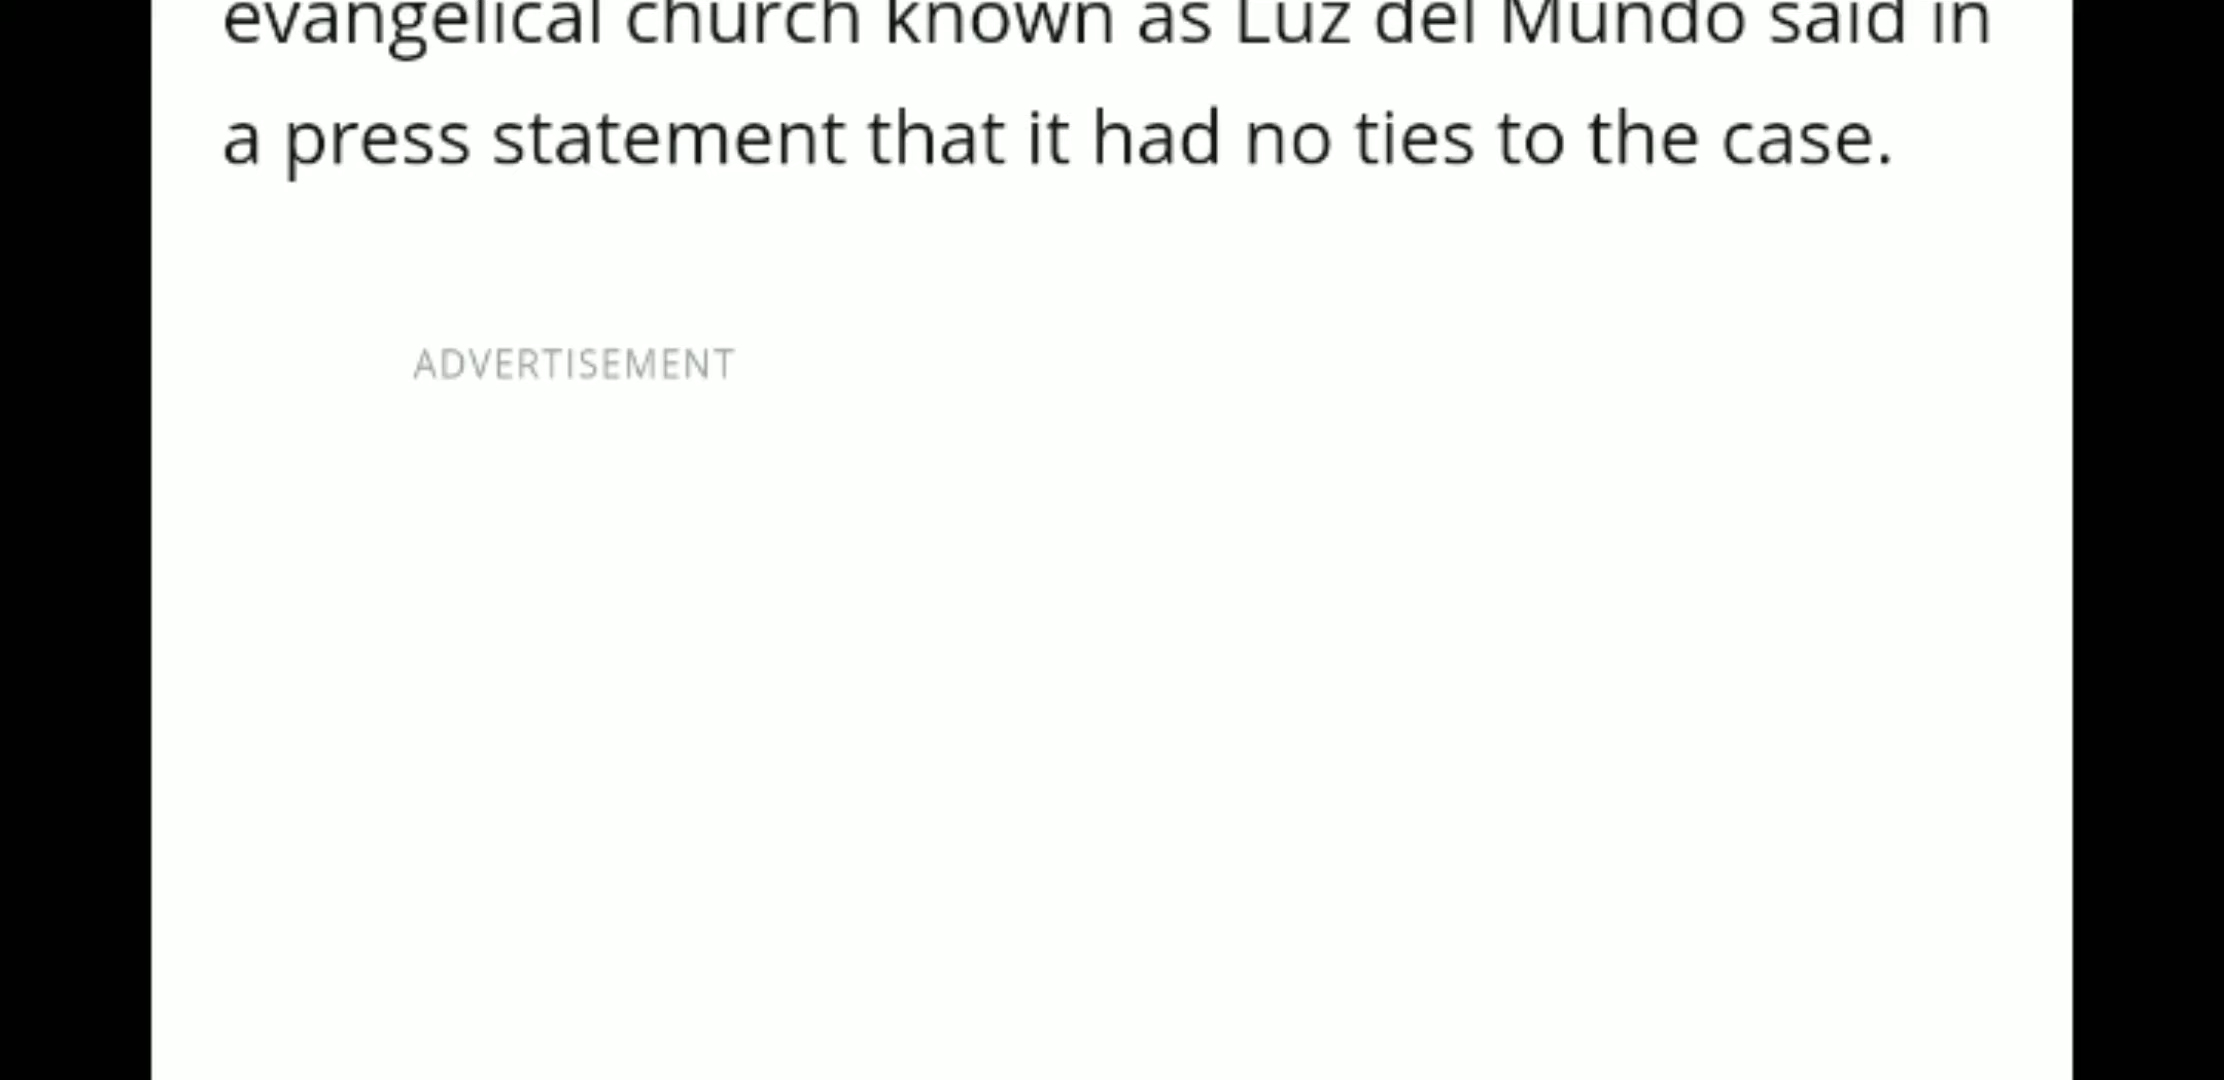 evangelical church known as Luz del Mundo said in
a press statement that it had no ties to the case.
ADVERTISEMENT